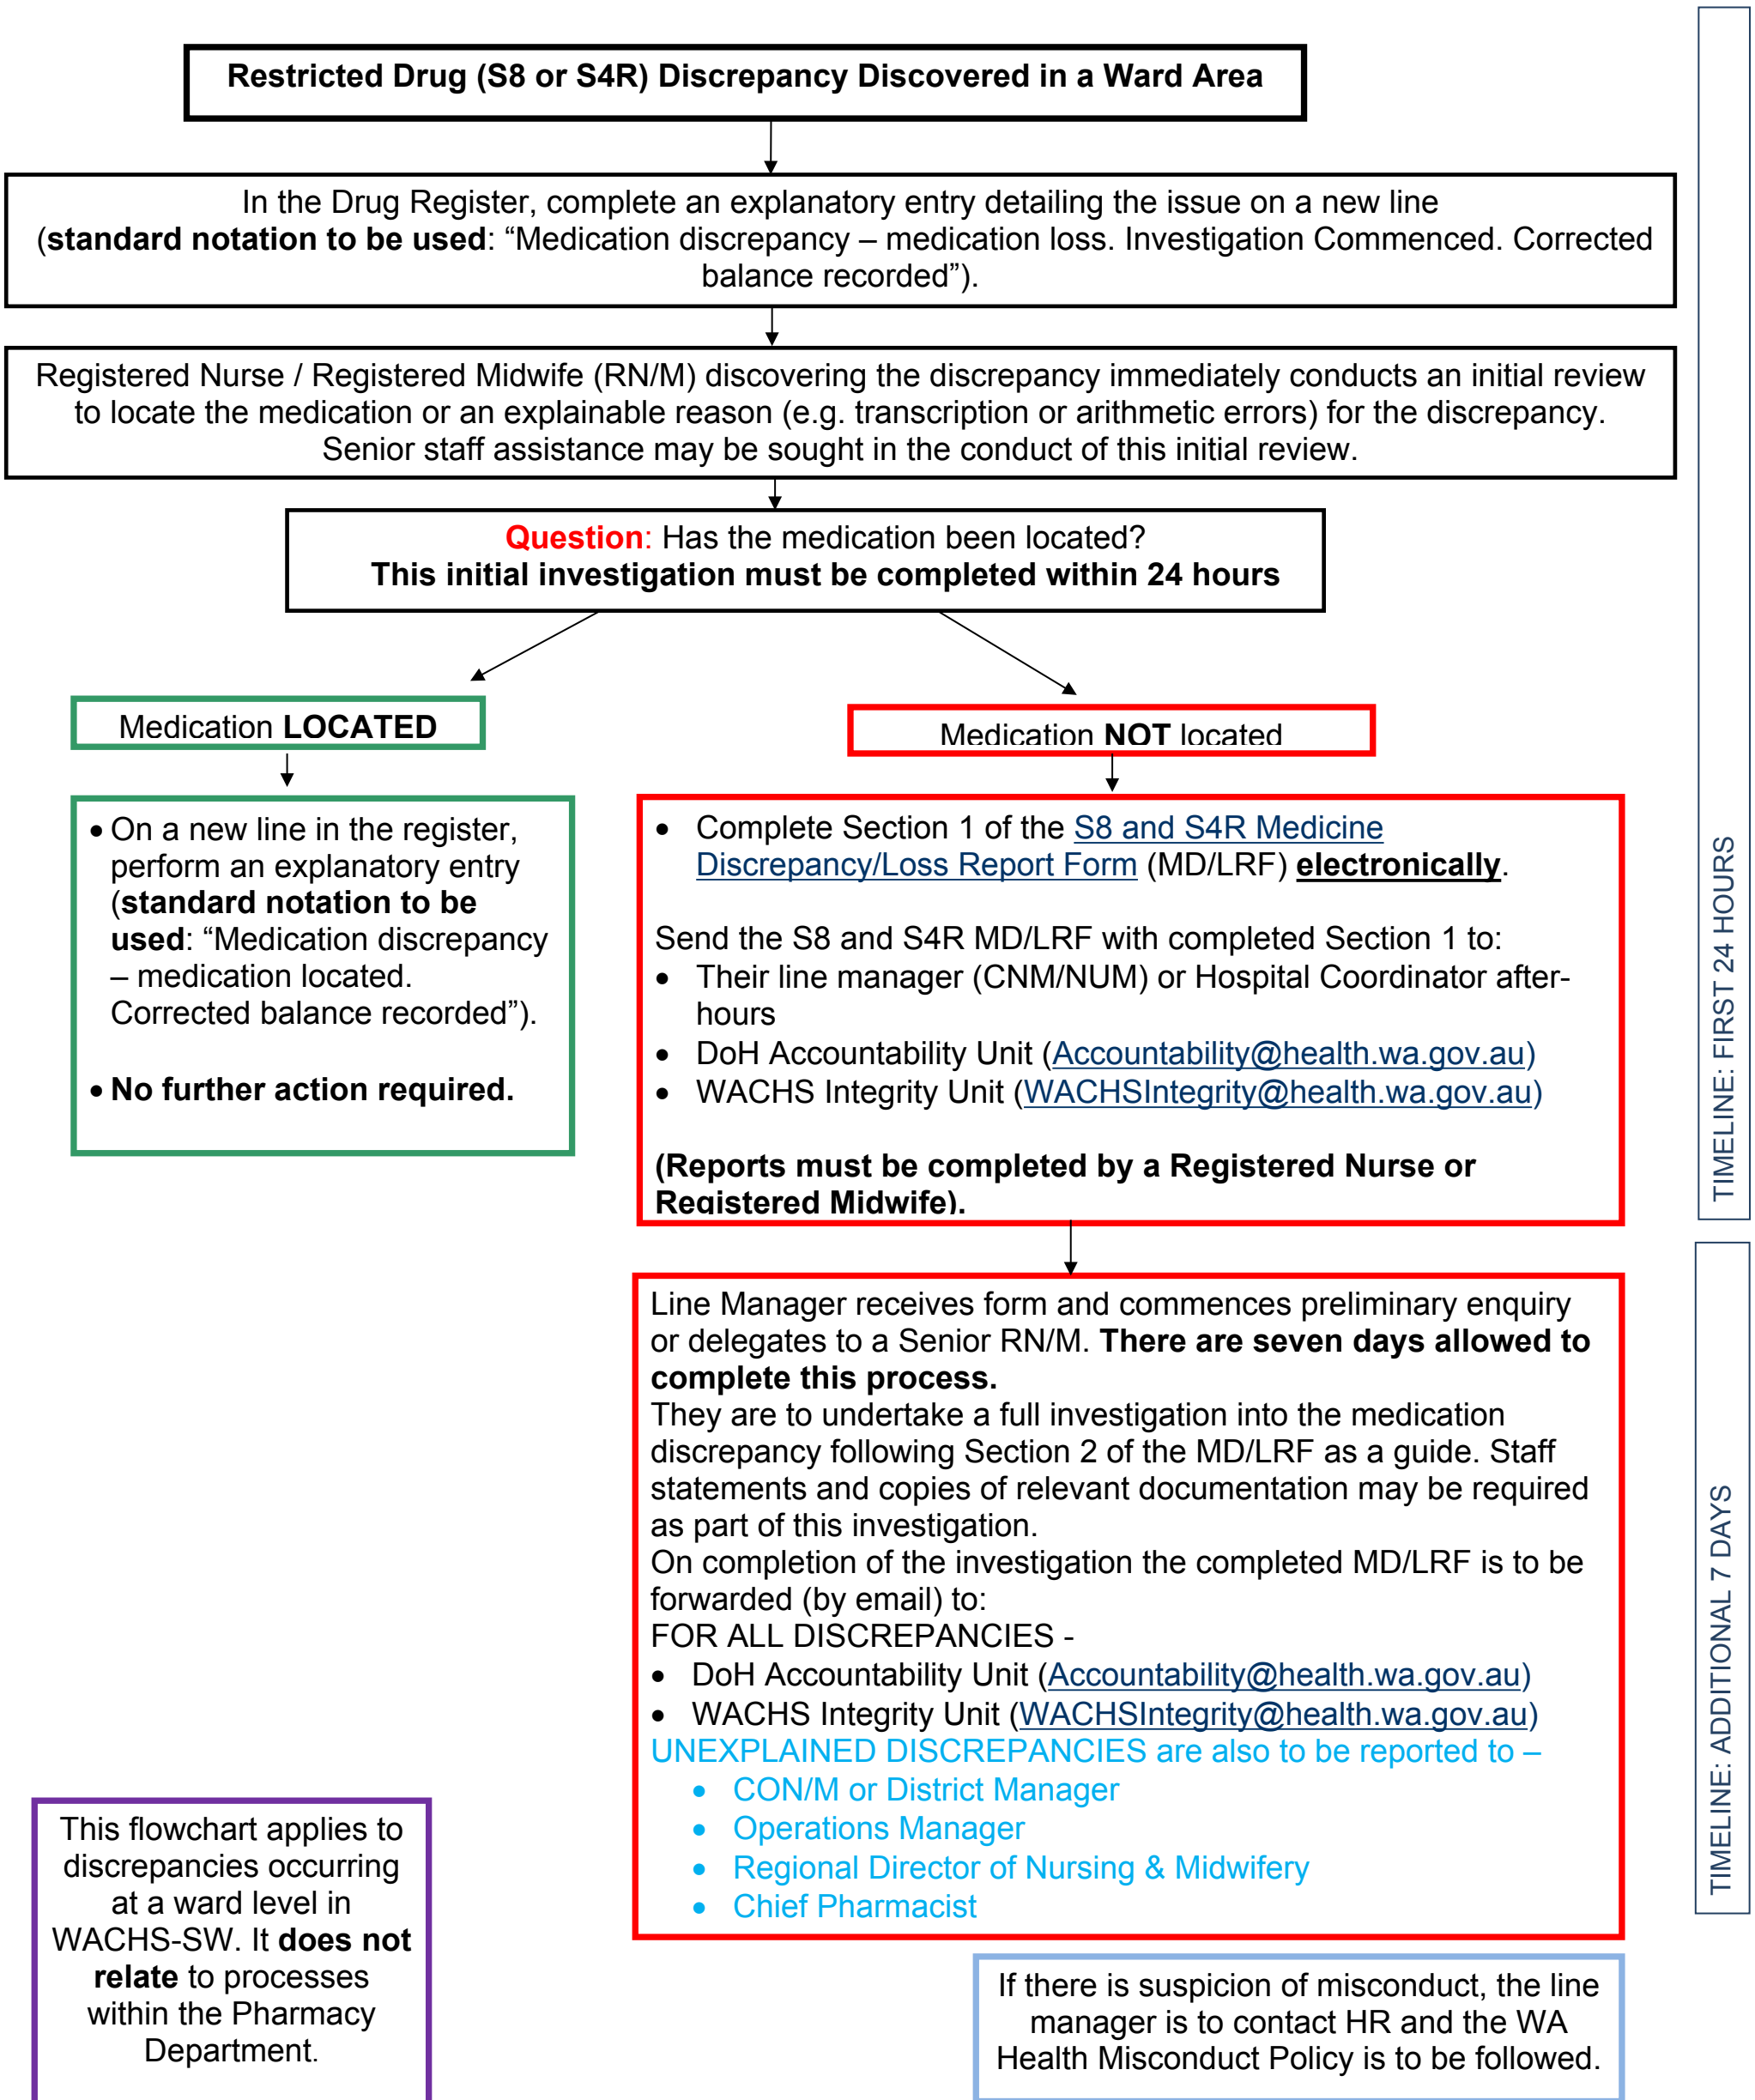 Restricted Drug (S8 or S4R) Discrepancy Discovered in a Ward Area
In the Drug Register, complete an explanatory entry detailing the issue on a new line
(standard notation to be used: “Medication discrepancy – medication loss. Investigation Commenced. Corrected
balance recorded”).
Registered Nurse / Registered Midwife (RN/M) discovering the discrepancy immediately conducts an initial review
to locate the medication or an explainable reason (e.g. transcription or arithmetic errors) for the discrepancy.
Senior staff assistance may be sought in the conduct of this initial review.
Question: Has the medication been located?
This initial investigation must be completed within 24 hours
Medication LOCATED
• On a new line in the register,
perform an explanatory entry
(standard notation to be
used: “Medication discrepancy
– medication located.
Corrected balance recorded”).
• No further action required.
Medication NOT located
• Complete Section 1 of the S8 and S4R Medicine
Discrepancy/Loss Report Form (MD/LRF) electronically.
Send the S8 and S4R MD/LRF with completed Section 1 to:
• Their line manager (CNM/NUM) or Hospital Coordinator after-
hours
• DoH Accountability Unit (Accountability@health.wa.gov.au)
• WACHS Integrity Unit (WACHSIntegrity@health.wa.gov.au)
(Reports must be completed by a Registered Nurse or
Registered Midwife).
TIMELINE: FIRST 24 HOURS
Line Manager receives form and commences preliminary enquiry
or delegates to a Senior RN/M. There are seven days allowed to
complete this process.
They are to undertake a full investigation into the medication
discrepancy following Section 2 of the MD/LRF as a guide. Staff
statements and copies of relevant documentation may be required
as part of this investigation.
On completion of the investigation the completed MD/LRF is to be
forwarded (by email) to:
FOR ALL DISCREPANCIES -
• DoH Accountability Unit (Accountability@health.wa.gov.au)
• WACHS Integrity Unit (WACHSIntegrity@health.wa.gov.au)
UNEXPLAINED DISCREPANCIES are also to be reported to –
• CON/M or District Manager
• Operations Manager
• Regional Director of Nursing & Midwifery
• Chief Pharmacist
TIMELINE: ADDITIONAL 7 DAYS
This flowchart applies to
discrepancies occurring
at a ward level in
WACHS-SW. It does not
relate to processes
within the Pharmacy
Department.
If there is suspicion of misconduct, the line
manager is to contact HR and the WA
Health Misconduct Policy is to be followed.